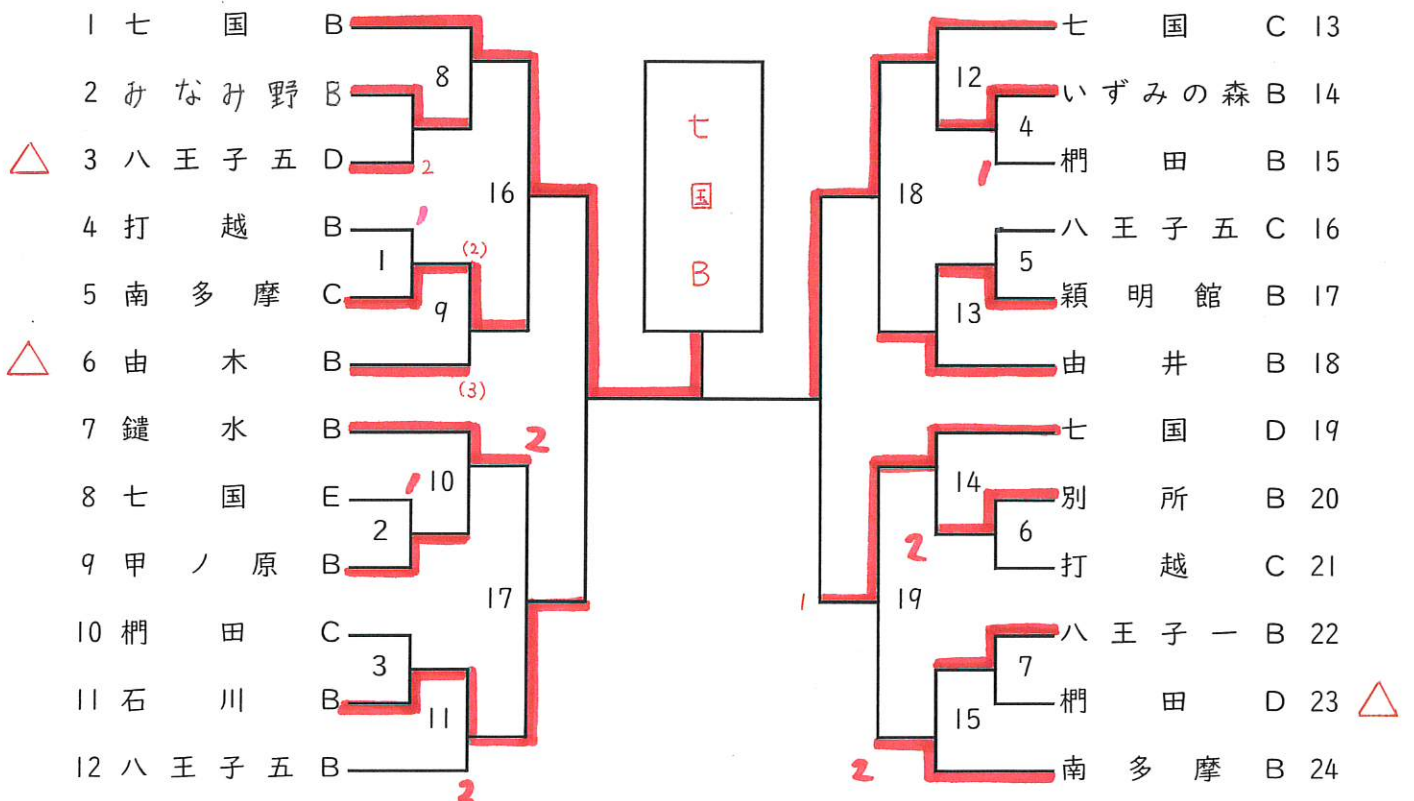 1 七国 B
2 みなみ野 B
3 八王子五 D
4 打越 B
5 南多摩 C
6 由木 B
7 鑓水 B
8 七国 E
9 甲ノ原 B
10 椚田 C
11 石川 B
12 八王子五 B
8
2
1
1
(2)
9
(3)
16
2
10
1
2
17
3
11
2
七国B
七国 C 13
いずみの森 B 14
椚田 B 15
八王子五 C 16
穎明館 B 17
由井 B 18
七国 D 19
別所 B 20
打越 C 21
八王子一 B 22
椚田 D 23
南多摩 B 24
12
4
1
18
5
13
14
6
2
1
19
7
15
2